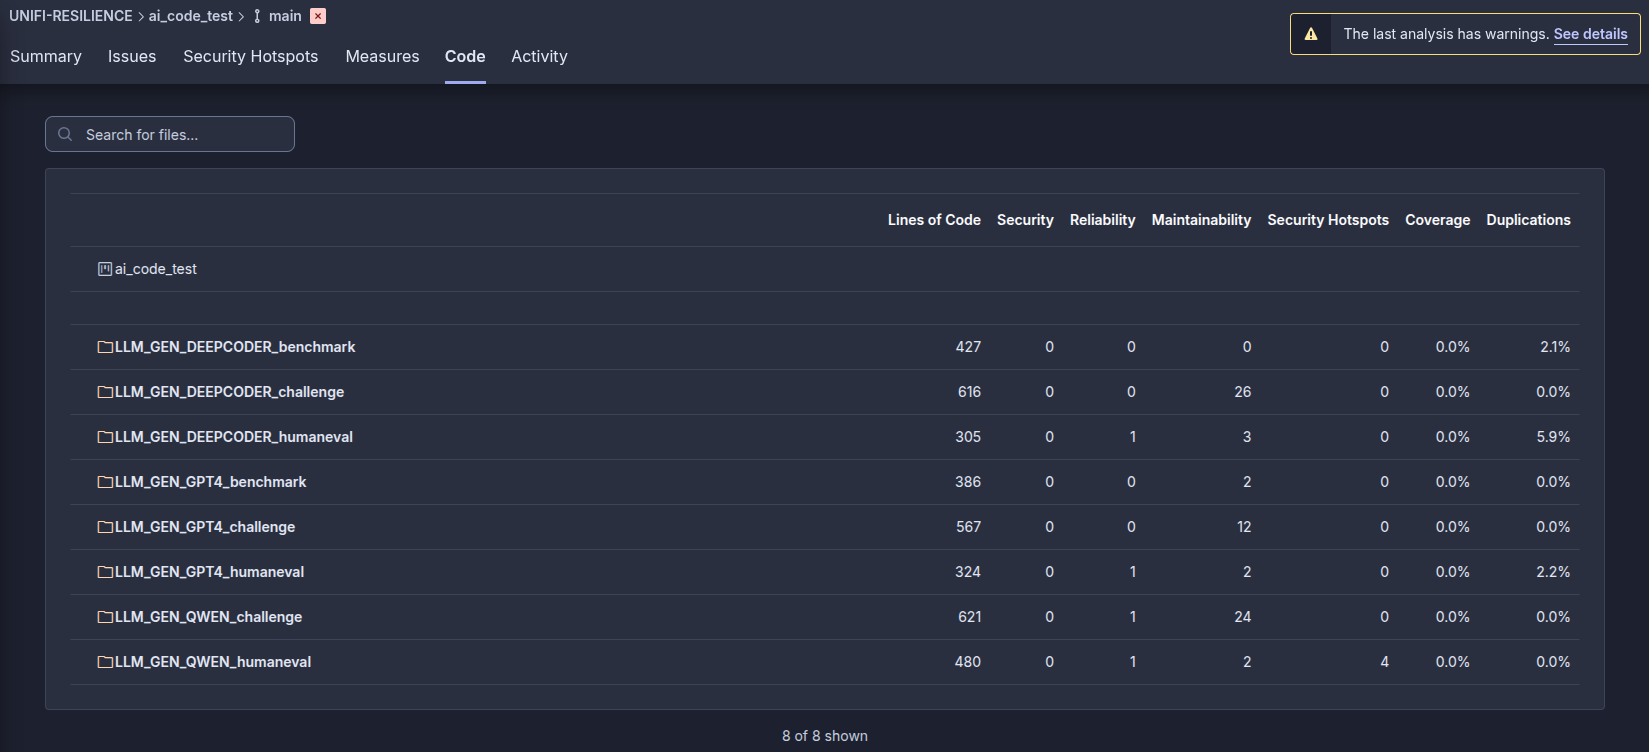 UNIFI-RESILIENCE > ai_code_test > main
The last analysis has warnings. See details
Summary Issues Security Hotspots Measures Code Activity
Search for files...
Lines of Code Security Reliability Maintainability Security Hotspots Coverage Duplications
ai_code_test
LLM_GEN_DEEPCODER_benchmark 427 0 0 0 0 0.0% 2.1%
LLM_GEN_DEEPCODER_challenge 616 0 0 26 0 0.0% 0.0%
LLM_GEN_DEEPCODER_humaneval 305 0 1 3 0 0.0% 5.9%
LLM_GEN_GPT4_benchmark 386 0 0 2 0 0.0% 0.0%
LLM_GEN_GPT4_challenge 567 0 0 12 0 0.0% 0.0%
LLM_GEN_GPT4_humaneval 324 0 1 2 0 0.0% 2.2%
LLM_GEN_QWEN_challenge 621 0 1 24 0 0.0% 0.0%
LLM_GEN_QWEN_humaneval 480 0 1 2 4 0.0% 0.0%
8 of 8 shown